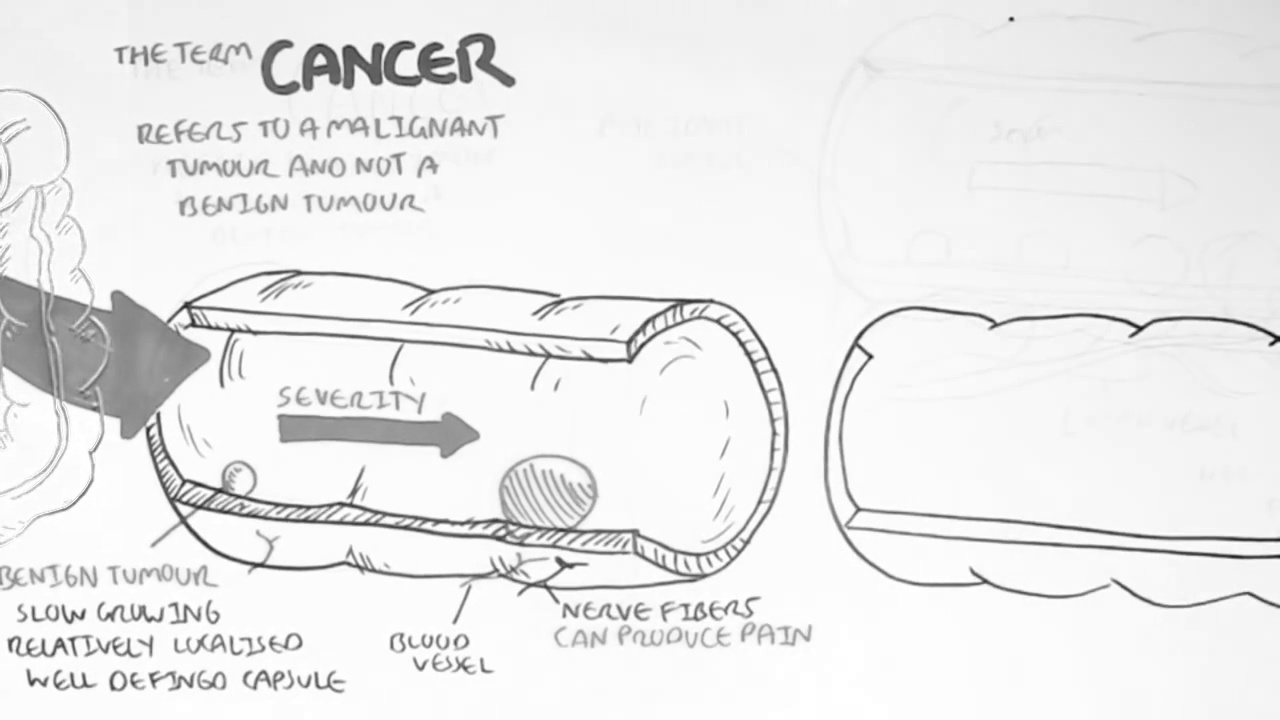 THE TERM CANCER
REFERS TO A MALIGNANT
TUMOUR AND NOT A
BENIGN TUMOUR
SEVERITY
BENIGN TUMOUR
SLOW GROWING
RELATIVELY LOCALISED
WELL DEFINED CAPSULE
BLOOD
VESSEL
NERVE FIBERS
CAN PRODUCE PAIN